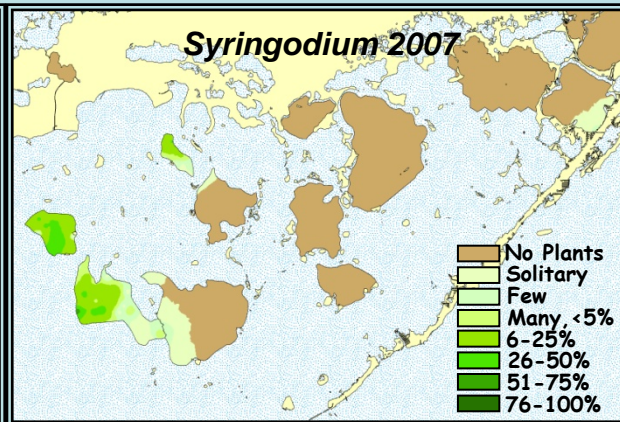 Syringodium 2007
No Plants
Solitary
Few
Many, <5%
6-25%
26-50%
51-75%
76-100%